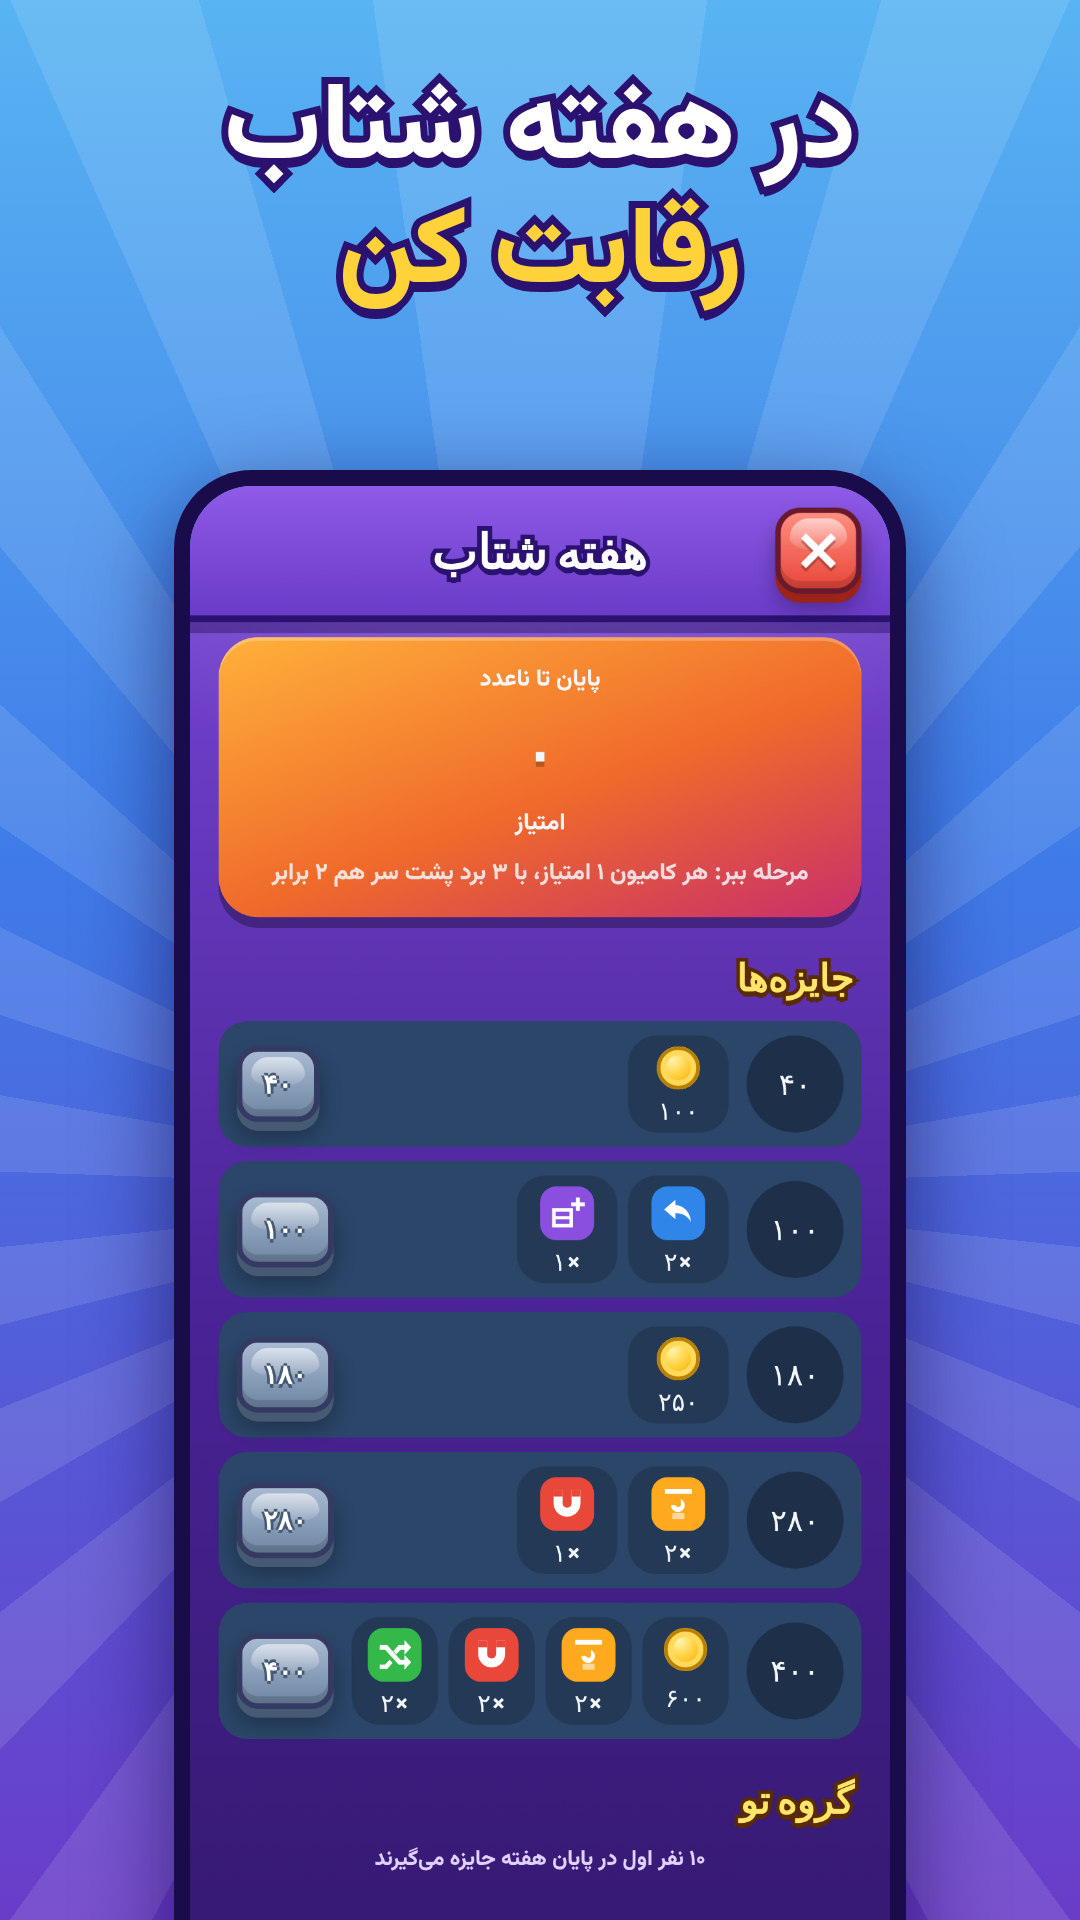 در هفته شتاب
رقابت کن
هفته شتاب
پایان تا ناعدد
۰
امتیاز
مرحله ببر: هر کامیون ۱ امتیاز، با ۳ برد پشت سر هم ۲ برابر
جایزه‌ها
۴۰
۱۰۰
۴۰
۱۰۰
×۲
×۱
۱۰۰
۱۸۰
۲۵۰
۱۸۰
۲۸۰
×۲
×۱
۲۸۰
۴۰۰
۶۰۰
×۲
×۲
×۲
۴۰۰
گروه تو
۱۰ نفر اول در پایان هفته جایزه می‌گیرند